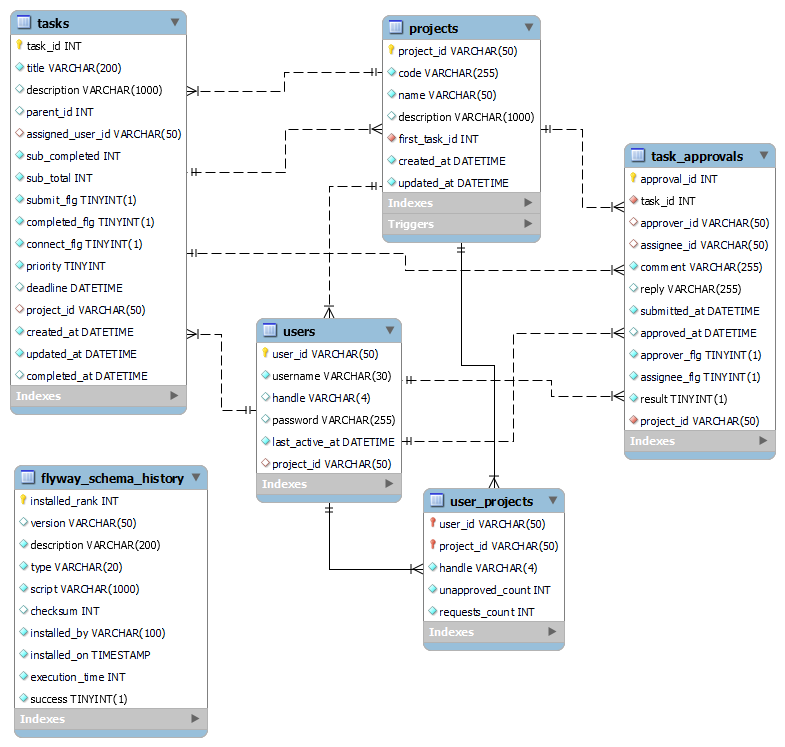 tasks
task_id INT
title VARCHAR(200)
description VARCHAR(1000)
parent_id INT
assigned_user_id VARCHAR(50)
sub_completed INT
sub_total INT
submit_flg TINYINT(1)
completed_flg TINYINT(1)
connect_flg TINYINT(1)
priority TINYINT
deadline DATETIME
project_id VARCHAR(50)
created_at DATETIME
updated_at DATETIME
completed_at DATETIME
Indexes
projects
project_id VARCHAR(50)
code VARCHAR(255)
name VARCHAR(50)
description VARCHAR(1000)
first_task_id INT
created_at DATETIME
updated_at DATETIME
Indexes
Triggers
task_approvals
approval_id INT
task_id INT
approver_id VARCHAR(50)
assignee_id VARCHAR(50)
comment VARCHAR(255)
reply VARCHAR(255)
submitted_at DATETIME
approved_at DATETIME
approver_flg TINYINT(1)
assignee_flg TINYINT(1)
result TINYINT(1)
project_id VARCHAR(50)
Indexes
users
user_id VARCHAR(50)
username VARCHAR(30)
handle VARCHAR(4)
password VARCHAR(255)
last_active_at DATETIME
project_id VARCHAR(50)
Indexes
flyway_schema_history
installed_rank INT
version VARCHAR(50)
description VARCHAR(200)
type VARCHAR(20)
script VARCHAR(1000)
checksum INT
installed_by VARCHAR(100)
installed_on TIMESTAMP
execution_time INT
success TINYINT(1)
Indexes
user_projects
user_id VARCHAR(50)
project_id VARCHAR(50)
handle VARCHAR(4)
unapproved_count INT
requests_count INT
Indexes